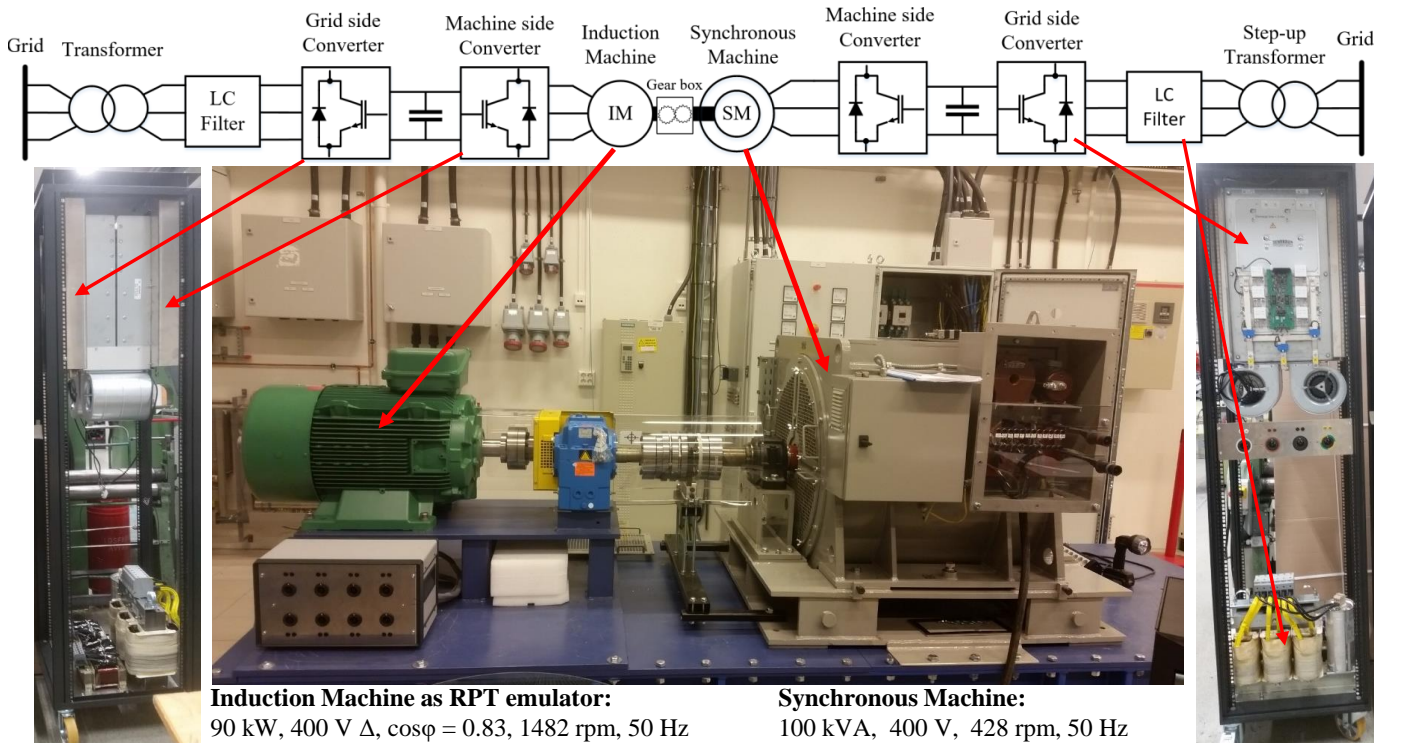 Grid
Transformer
LC
Filter
Grid side
Converter
Machine side
Converter
Induction
Machine
IM
Gear box
Synchronous
Machine
SM
Machine side
Converter
Grid side
Converter
LC
Filter
Step-up
Transformer
Grid
Induction Machine as RPT emulator:
90 kW, 400 V Δ, cosφ = 0.83, 1482 rpm, 50 Hz
Synchronous Machine:
100 kVA, 400 V, 428 rpm, 50 Hz